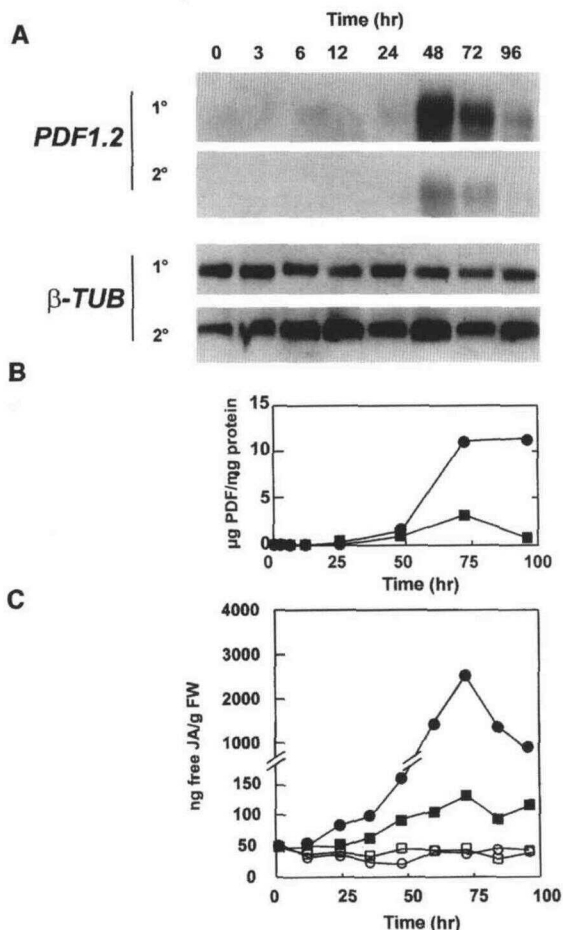 Time (hr)
A
0 3 6 12 24 48 72 96
PDF1.2
1°
2°
β-TUB
1°
2°
B
µg PDF/mg protein
15
10
5
0
0 25 50 75 100
Time (hr)
C
ng free JA/g FW
4000
3000
2000
1000
150
100
50
0
0 25 50 75 100
Time (hr)